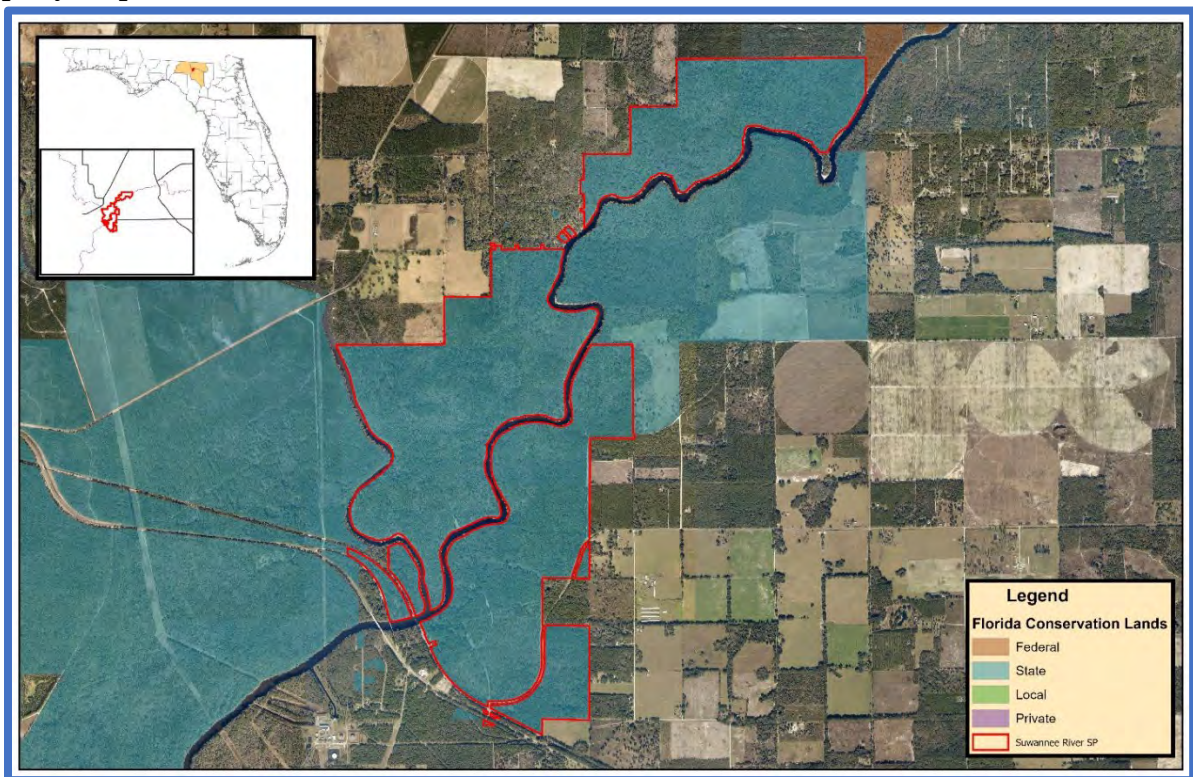 Legend
Florida Conservation Lands
Federal
State
Local
Private
Suwannee River SP